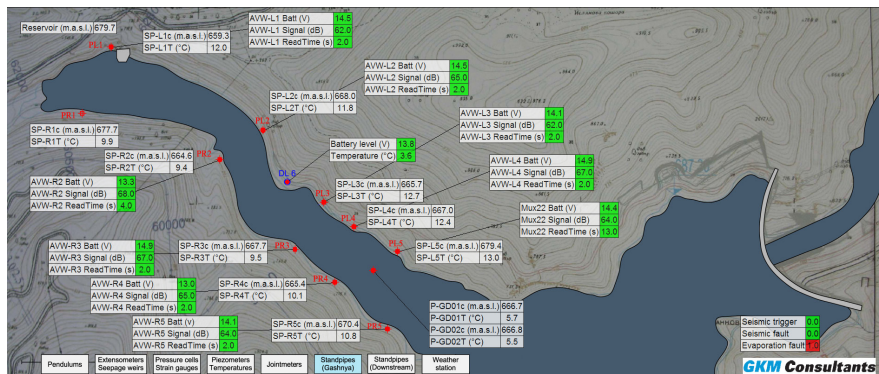 Reservoir (m.a.s.l.) 679.7
PL1
SP-L1c (m.a.s.l.) 659.3
SP-L1T (°C) 12.0
AVW-L1 Batt (V) 14.5
AVW-L1 Signal (dB) 62.0
AVW-L1 ReadTime (s) 2.0
AVW-L2 Batt (V) 14.5
AVW-L2 Signal (dB) 65.0
AVW-L2 ReadTime (s) 2.0
SP-L2c (m.a.s.l.) 668.0
SP-L2T (°C) 11.8
PL2
AVW-L3 Batt (V) 14.1
AVW-L3 Signal (dB) 62.0
AVW-L3 ReadTime (s) 2.0
PR1
SP-R1c (m.a.s.l.) 677.7
SP-R1T (°C) 9.9
SP-R2c (m.a.s.l.) 664.6
SP-R2T (°C) 9.4
PR2
Battery level (V) 13.8
Temperature (°C) 3.6
DL 6
AVW-L4 Batt (V) 14.9
AVW-L4 Signal (dB) 67.0
AVW-L4 ReadTime (s) 2.0
AVW-R2 Batt (V) 13.3
AVW-R2 Signal (dB) 68.0
AVW-R2 ReadTime (s) 4.0
PL3
SP-L3c (m.a.s.l.) 665.7
SP-L3T (°C) 12.7
Mux22 Batt (V) 14.4
Mux22 Signal (dB) 64.0
Mux22 ReadTime (s) 13.0
PL4
SP-L4c (m.a.s.l.) 667.0
SP-L4T (°C) 12.4
60000
AVW-R3 Batt (V) 14.9
AVW-R3 Signal (dB) 67.0
AVW-R3 ReadTime (s) 2.0
SP-R3c (m.a.s.l.) 667.7
SP-R3T (°C) 9.5
PR3
PL5
SP-L5c (m.a.s.l.) 679.4
SP-L5T (°C) 13.0
AVW-R4 Batt (V) 13.0
AVW-R4 Signal (dB) 65.0
AVW-R4 ReadTime (s) 2.0
SP-R4c (m.a.s.l.) 665.4
SP-R4T (°C) 10.1
PR4
P-GD01c (m.a.s.l.) 666.7
P-GD01T (°C) 5.7
P-GD02c (m.a.s.l.) 666.8
P-GD02T (°C) 5.5
AVW-R5 Batt (V) 14.1
AVW-R5 Signal (dB) 64.0
AVW-R5 ReadTime (s) 2.0
SP-R5c (m.a.s.l.) 670.4
SP-R5T (°C) 10.8
PR5
Seismic trigger 0.0
Seismic fault 0.0
Evaporation fault 1.0
Pendulums
Extensometers
Seepage weirs
Pressure cells
Strain gauges
Piezometers
Temperatures
Jointmeters
Standpipes
(Gashnya)
Standpipes
(Downstream)
Weather
station
GKM Consultants